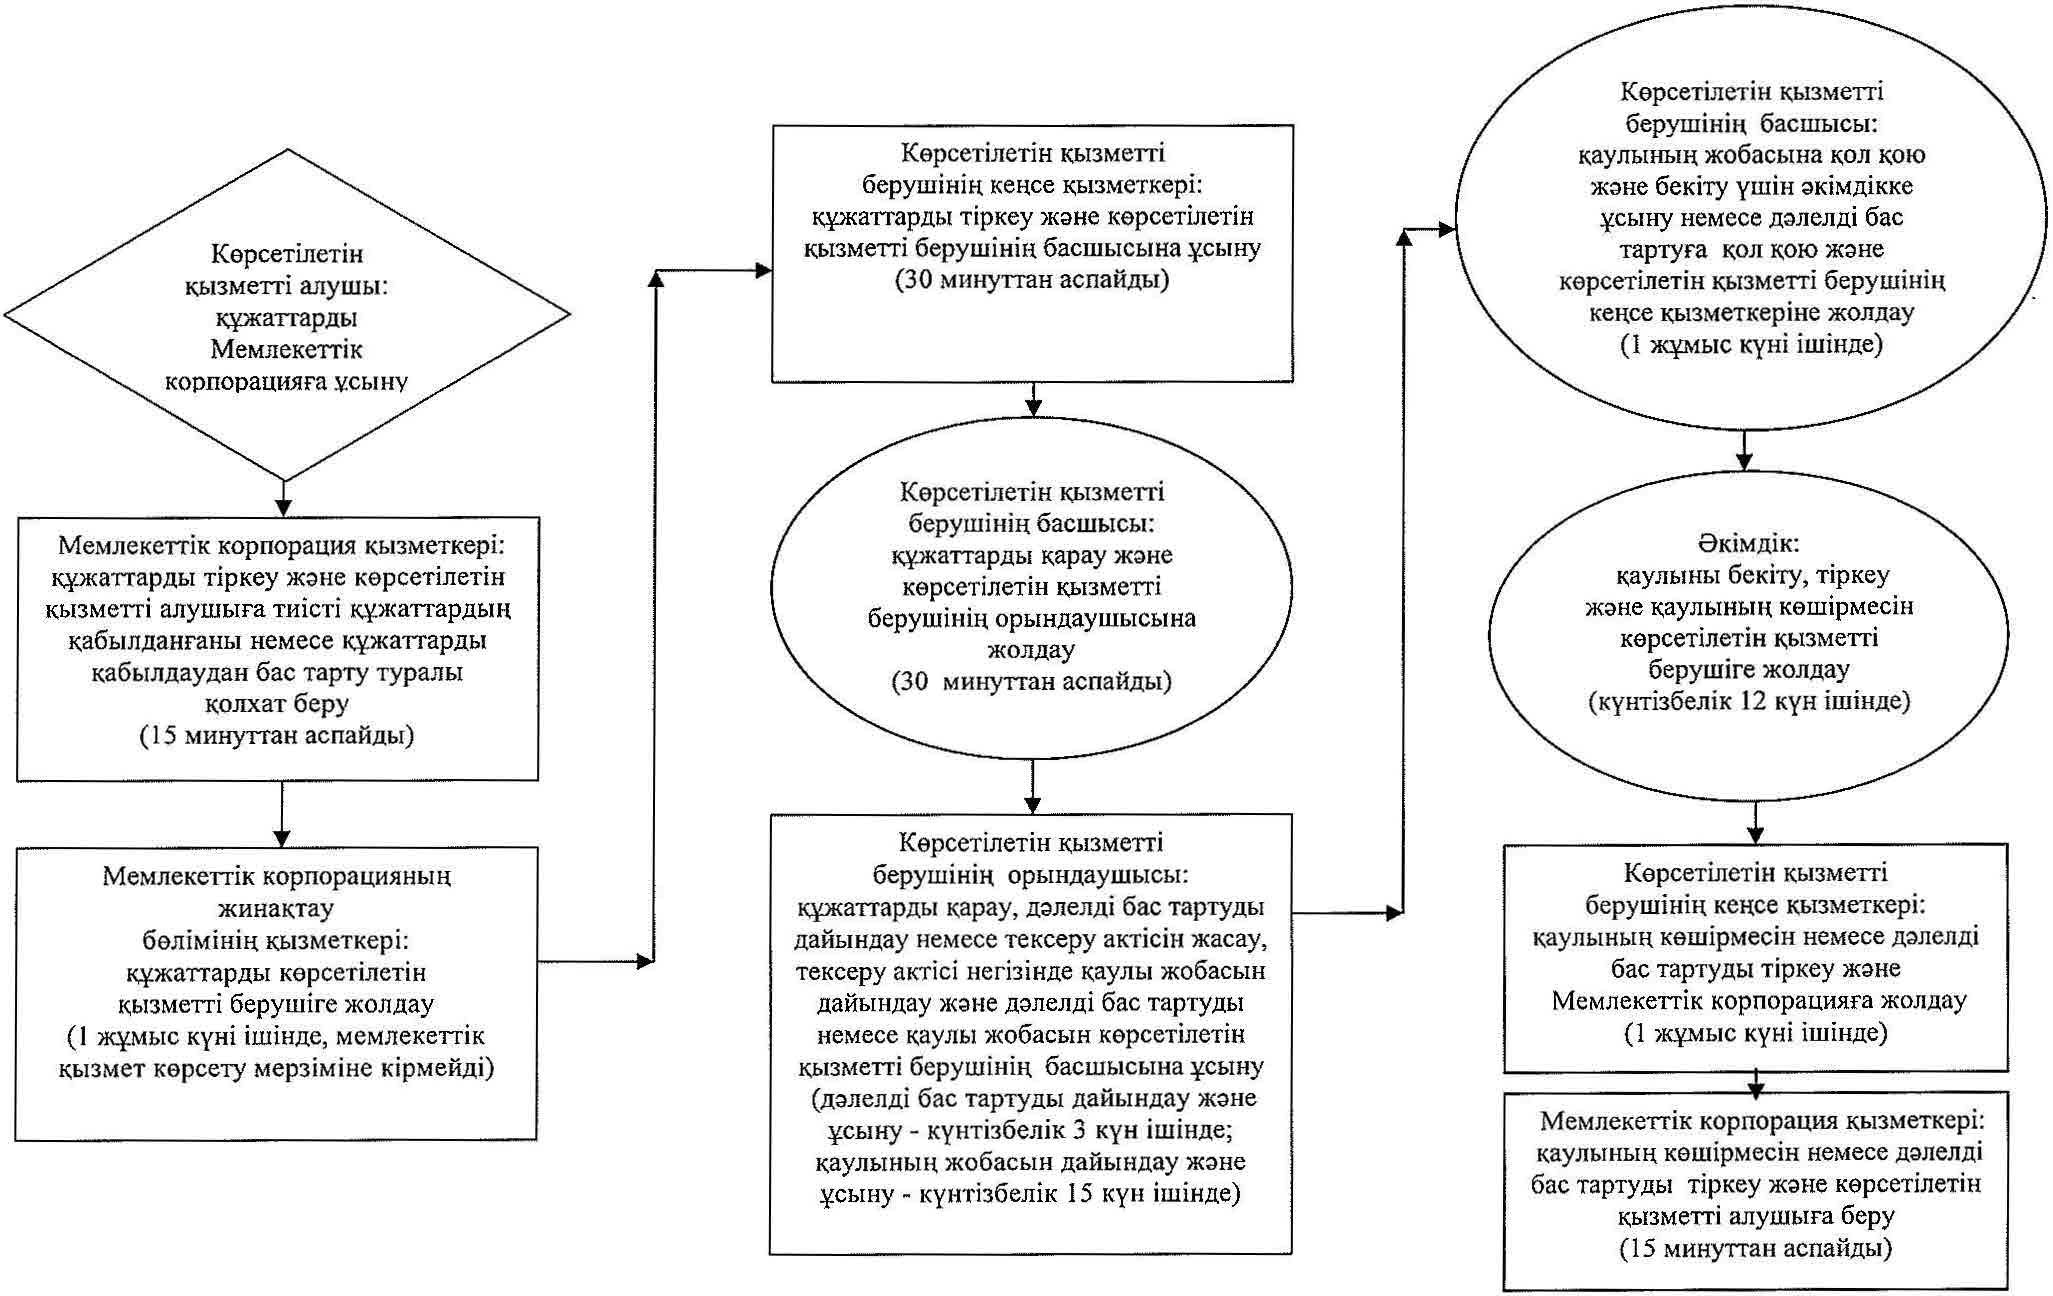 Көрсетілетін
қызметті алушы:
құжаттарды
Мемлекеттік
корпорацияға ұсыну
Мемлекеттік корпорация қызметкері:
құжаттарды тіркеу және көрсетілетін
қызметті алушыға тиісті құжаттардың
қабылданғаны немесе құжаттарды
қабылдаудан бас тарту туралы
қолхат беру
(15 минуттан аспайды)
Мемлекеттік корпорацияның
жинақтау
бөлімінің қызметкері:
құжаттарды көрсетілетін
қызметті берушіге жолдау
(1 жұмыс күні ішінде, мемлекеттік
қызмет көрсету мерзіміне кірмейді)
Көрсетілетін қызметті
берушінің кеңсе қызметкері:
құжаттарды тіркеу және көрсетілетін
қызметті берушінің басшысына ұсыну
(30 минуттан аспайды)
Көрсетілетін қызметті
берушінің басшысы:
құжаттарды қарау және
көрсетілетін қызметті
берушінің орындаушысына
жолдау
(30 минуттан аспайды)
Көрсетілетін қызметті
берушінің орындаушысы:
құжаттарды қарау, дәлелді бас тартуды
дайындау немесе тексеру актісін жасау,
тексеру актісі негізінде қаулы жобасын
дайындау және дәлелді бас тартуды
немесе қаулы жобасын көрсетілетін
қызметті берушінің басшысына ұсыну
(дәлелді бас тартуды дайындау және
ұсыну - күнтізбелік 3 күн ішінде;
қаулының жобасын дайындау және
ұсыну - күнтізбелік 15 күн ішінде)
Көрсетілетін қызметті
берушінің басшысы:
қаулының жобасына қол қою
және бекіту үшін әкімдікке
ұсыну немесе дәлелді бас
тартуға қол қою және
көрсетілетін қызметті берушінің
кеңсе қызметкеріне жолдау
(1 жұмыс күні ішінде)
Әкімдік:
қаулыны бекіту, тіркеу
және қаулының көшірмесін
көрсетілетін қызметті
берушіге жолдау
(күнтізбелік 12 күн ішінде)
Көрсетілетін қызметті
берушінің кеңсе қызметкері:
қаулының көшірмесін немесе дәлелді
бас тартуды тіркеу және
Мемлекеттік корпорацияға жолдау
(1 жұмыс күні ішінде)
Мемлекеттік корпорация қызметкері:
қаулының көшірмесін немесе дәлелді
бас тартуды тіркеу және көрсетілетін
қызметті алушыға беру
(15 минуттан аспайды)